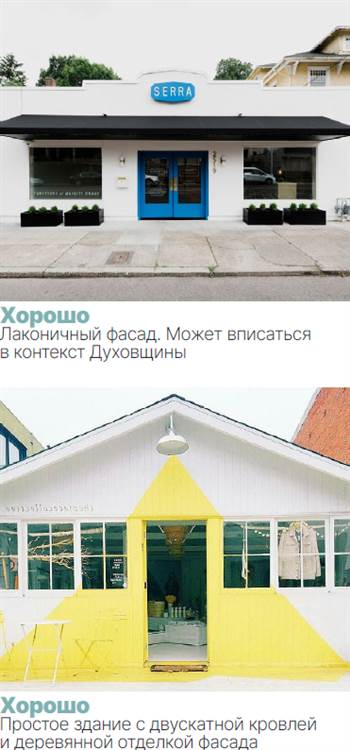 SERRA
Хорошо
Лаконичный фасад. Может вписаться
в контекст Духовщины
Хорошо
Простое здание с двускатной кровлей
и деревянной отделкой фасада